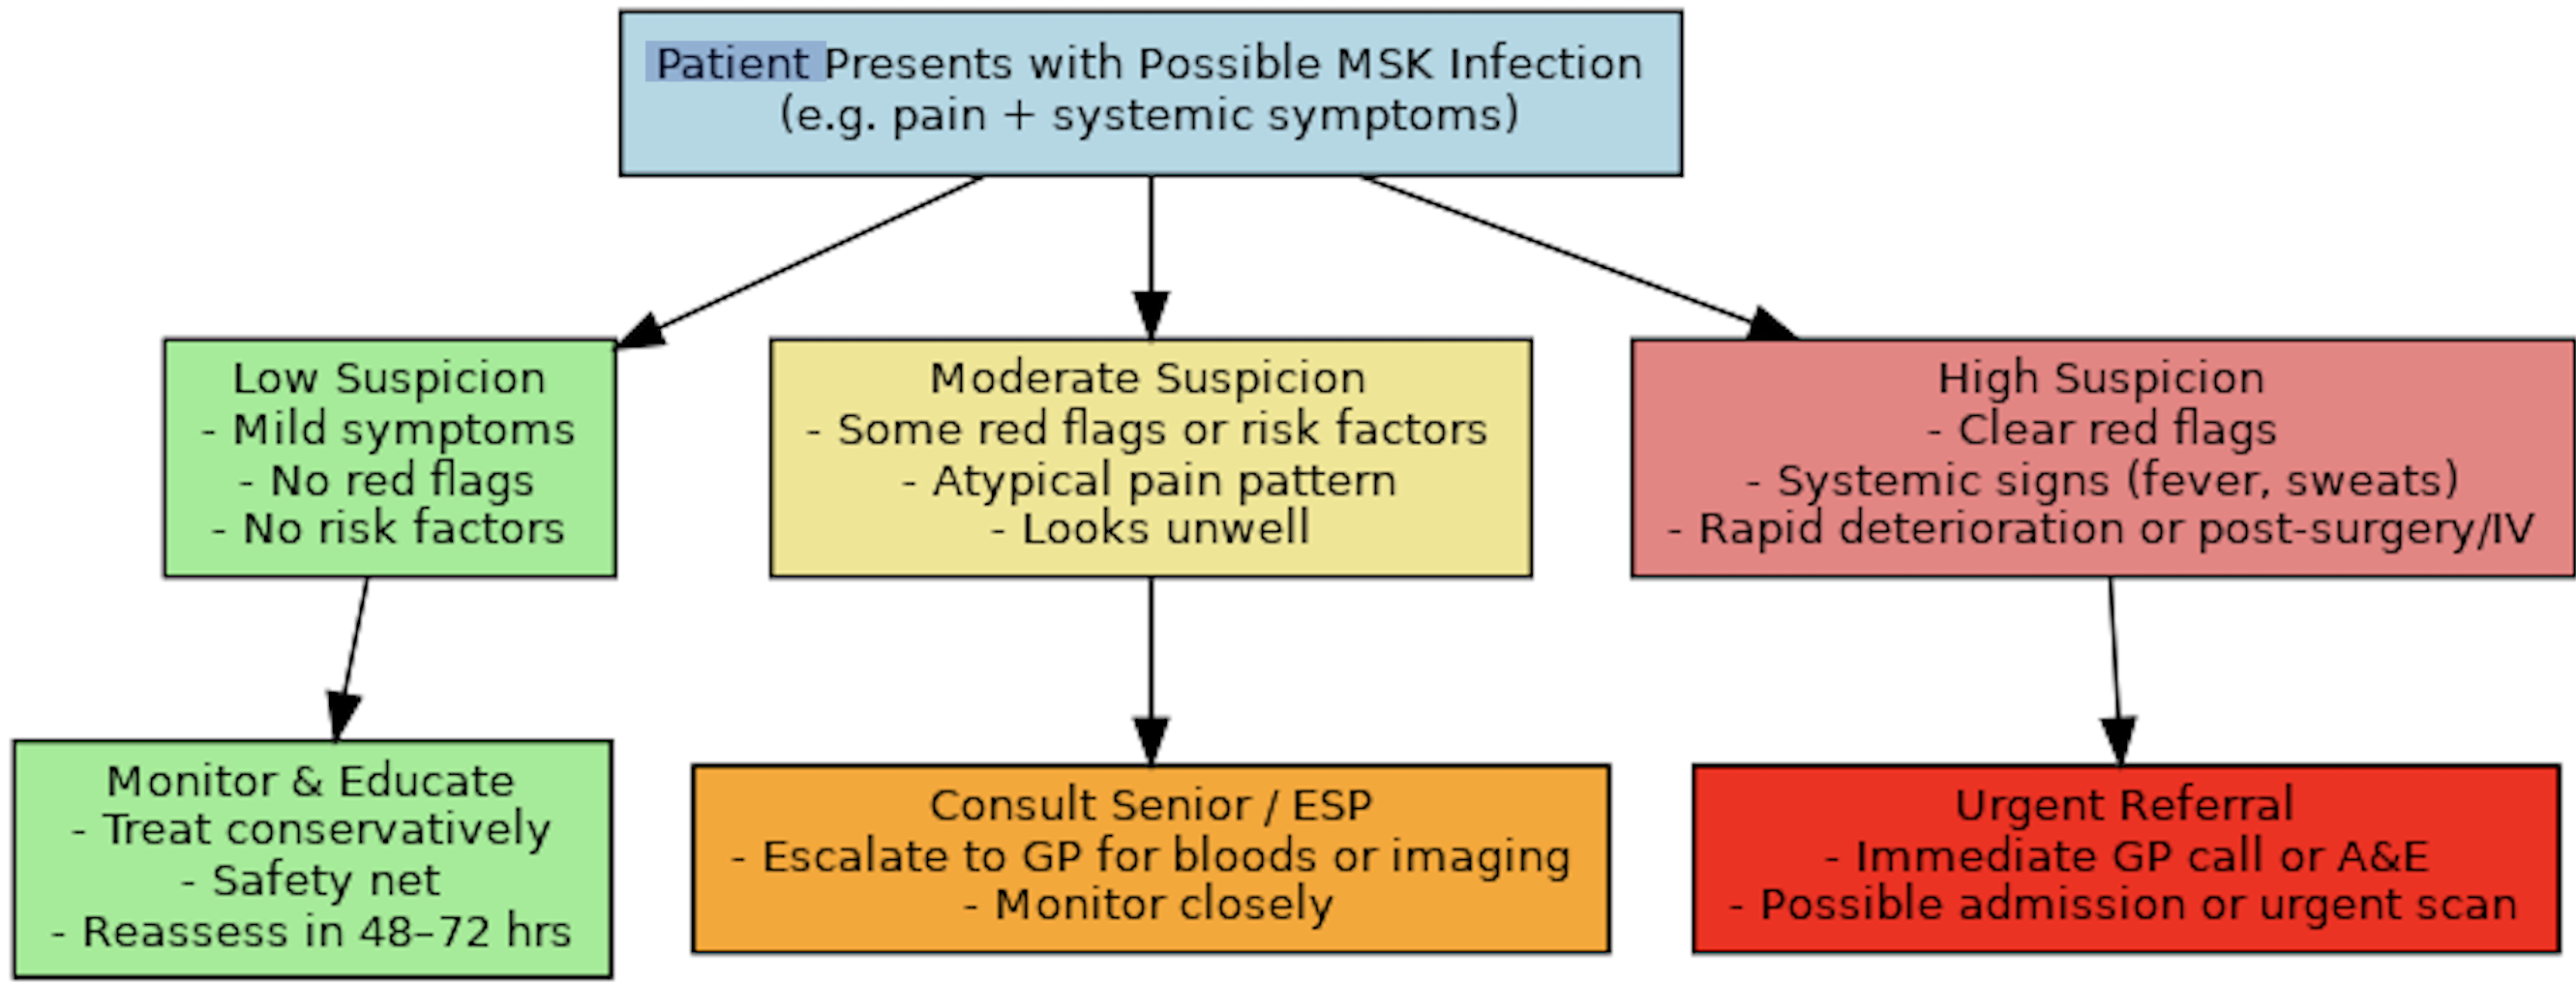 Patient Presents with Possible MSK Infection
(e.g. pain + systemic symptoms)
Low Suspicion
- Mild symptoms
- No red flags
- No risk factors
Moderate Suspicion
- Some red flags or risk factors
- Atypical pain pattern
- Looks unwell
High Suspicion
- Clear red flags
- Systemic signs (fever, sweats)
- Rapid deterioration or post-surgery/IV
Monitor & Educate
- Treat conservatively
- Safety net
- Reassess in 48–72 hrs
Consult Senior / ESP
- Escalate to GP for bloods or imaging
- Monitor closely
Urgent Referral
- Immediate GP call or A&E
- Possible admission or urgent scan